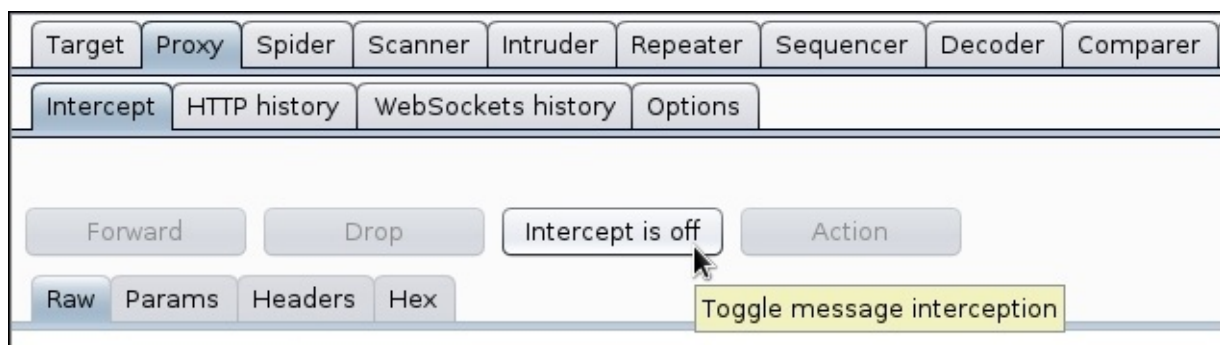 Target Proxy Spider Scanner Intruder Repeater Sequencer Decoder Comparer
Intercept HTTP history WebSockets history Options
Forward Drop Intercept is off Action
Raw Params Headers Hex
Toggle message interception